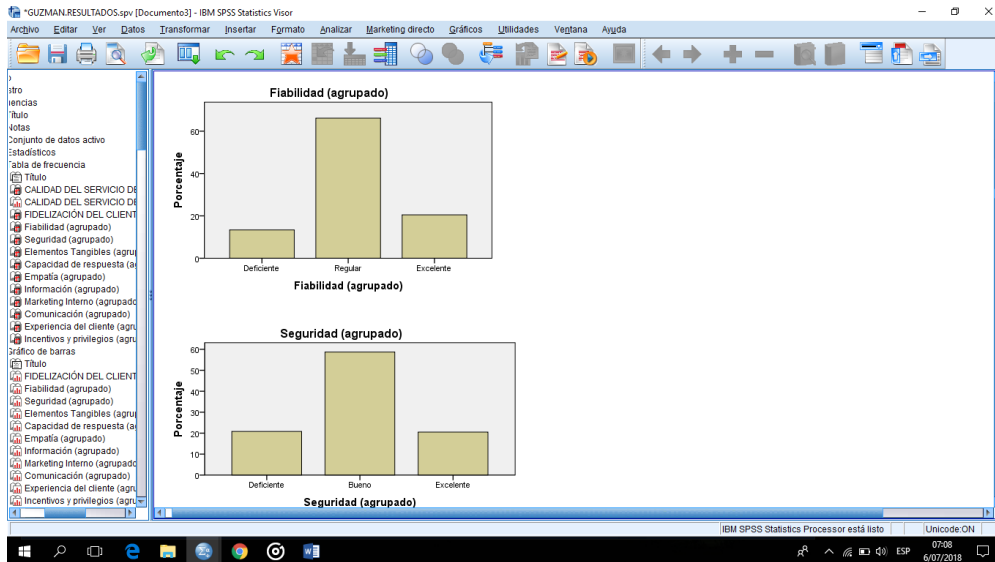 *GUZMAN.RESULTADOS.spv [Documento3] - IBM SPSS Statistics Visor
Archivo Editar Ver Datos Transformar Insertar Formato Analizar Marketing directo Gráficos Utilidades Ventana Ayuda
stro
iencias
Título
Notas
Conjunto de datos activo
Estadísticos
Tabla de frecuencia
Título
CALIDAD DEL SERVICIO DE
CALIDAD DEL SERVICIO DE
FIDELIZACIÓN DEL CLIENT
Fiabilidad (agrupado)
Seguridad (agrupado)
Elementos Tangibles (agrup
Capacidad de respuesta (ag
Empatía (agrupado)
Información (agrupado)
Marketing Interno (agrupado
Comunicación (agrupado)
Experiencia del cliente (agru
Incentivos y privilegios (agru
Gráfico de barras
Título
FIDELIZACIÓN DEL CLIENT
Fiabilidad (agrupado)
Seguridad (agrupado)
Elementos Tangibles (agrup
Capacidad de respuesta (ag
Empatía (agrupado)
Información (agrupado)
Marketing Interno (agrupado
Comunicación (agrupado)
Experiencia del cliente (agru
Incentivos y privilegios (agru
Fiabilidad (agrupado)
Porcentaje
60
40
20
0
Deficiente Regular Excelente
Fiabilidad (agrupado)
Seguridad (agrupado)
Porcentaje
60
50
40
30
20
10
0
Deficiente Bueno Excelente
Seguridad (agrupado)
IBM SPSS Statistics Processor está listo Unicode:ON
ESP
07:08
6/07/2018